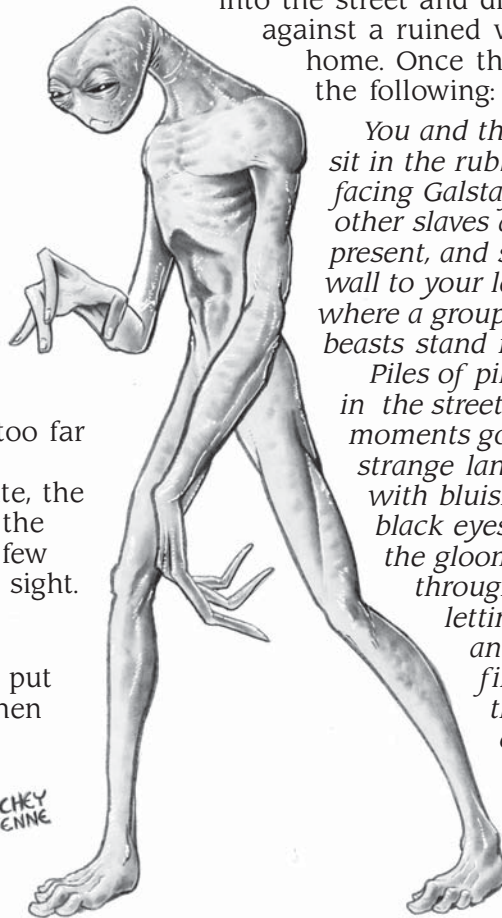 too far
te, the
the
few
sight.
put
hen
CHEY
ENNE
into the street and di
against a ruined w
home. Once th
the following:
You and th
sit in the rub
facing Galsta
other slaves a
present, and s
wall to your le
where a group
beasts stand
Piles of pil
in the street
moments go
strange lan
with bluis
black eyes
the gloom
throug
lettin
an
fi
t